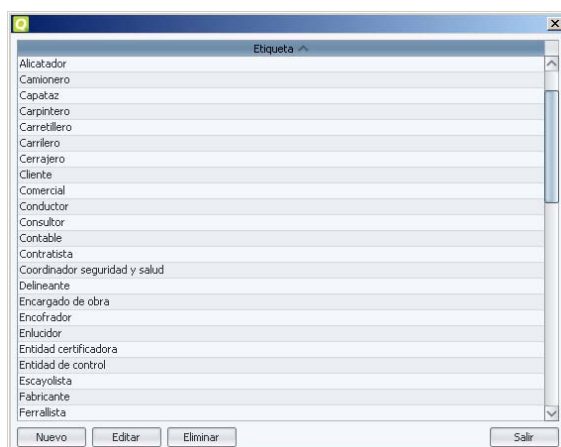 Etiqueta
Alicatador
Camionero
Capataz
Carpintero
Carretillero
Carrilero
Cerrajero
Cliente
Comercial
Conductor
Consultor
Contable
Contratista
Coordinador seguridad y salud
Delineante
Encargado de obra
Encofrador
Enlucidor
Entidad certificadora
Entidad de control
Escayolista
Fabricante
Ferrallista
Nuevo Editar Eliminar Salir